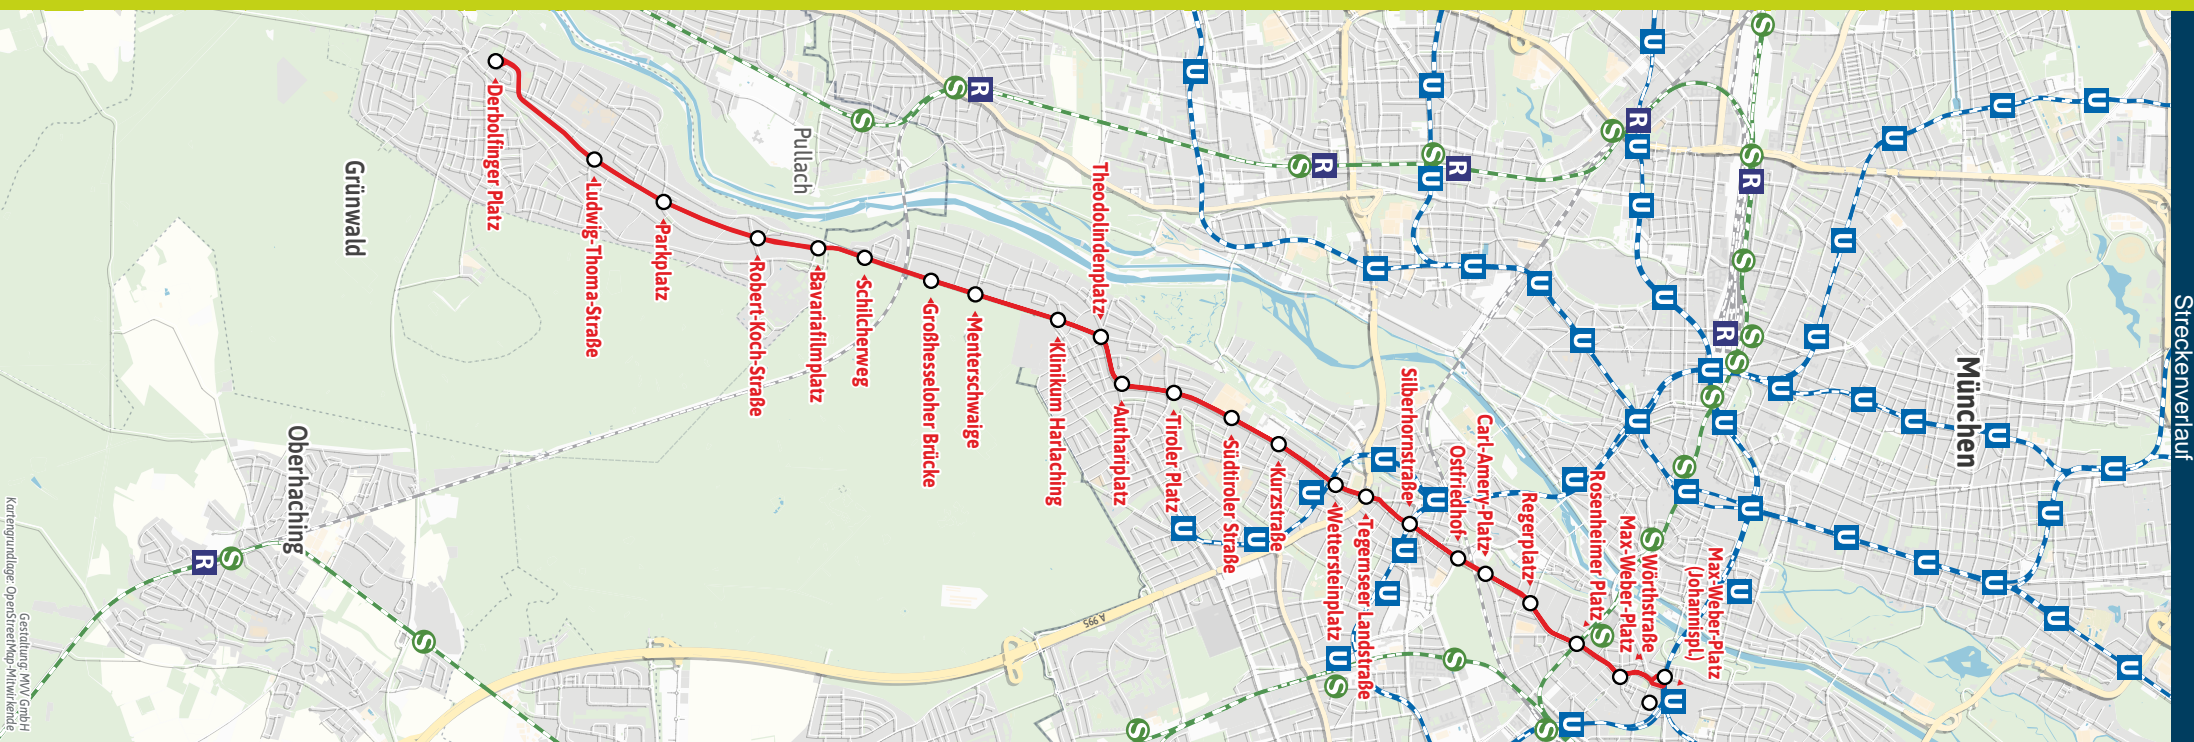 Streckenverlauf
München
Max-Weber-Platz
(Johannispl)
Wörthstraße
Max-Weber-Platz
Rosenheimer Platz
Regerplatz
Carl-Amery-Platz
Ostfriedhof
Silberhornstraße
Tegernseer Landstraße
Wettersteinplatz
Kurzstraße
Südtiroler Straße
Tiroler Platz
Authariplatz
Theodolindenplatz
Klinikum Harlaching
Menterschwaige
Großhesseloher Brücke
Schilcherweg
Bavariafilmplatz
Robert-Koch-Straße
Parkplatz
Ludwig-Thoma-Straße
Derbolfinger Platz
Pullach
Grünwald
Oberhaching
A 995
Gestaltung: MVV GmbH
Kartengrundlage: OpenStreetMap-Mitwirkende